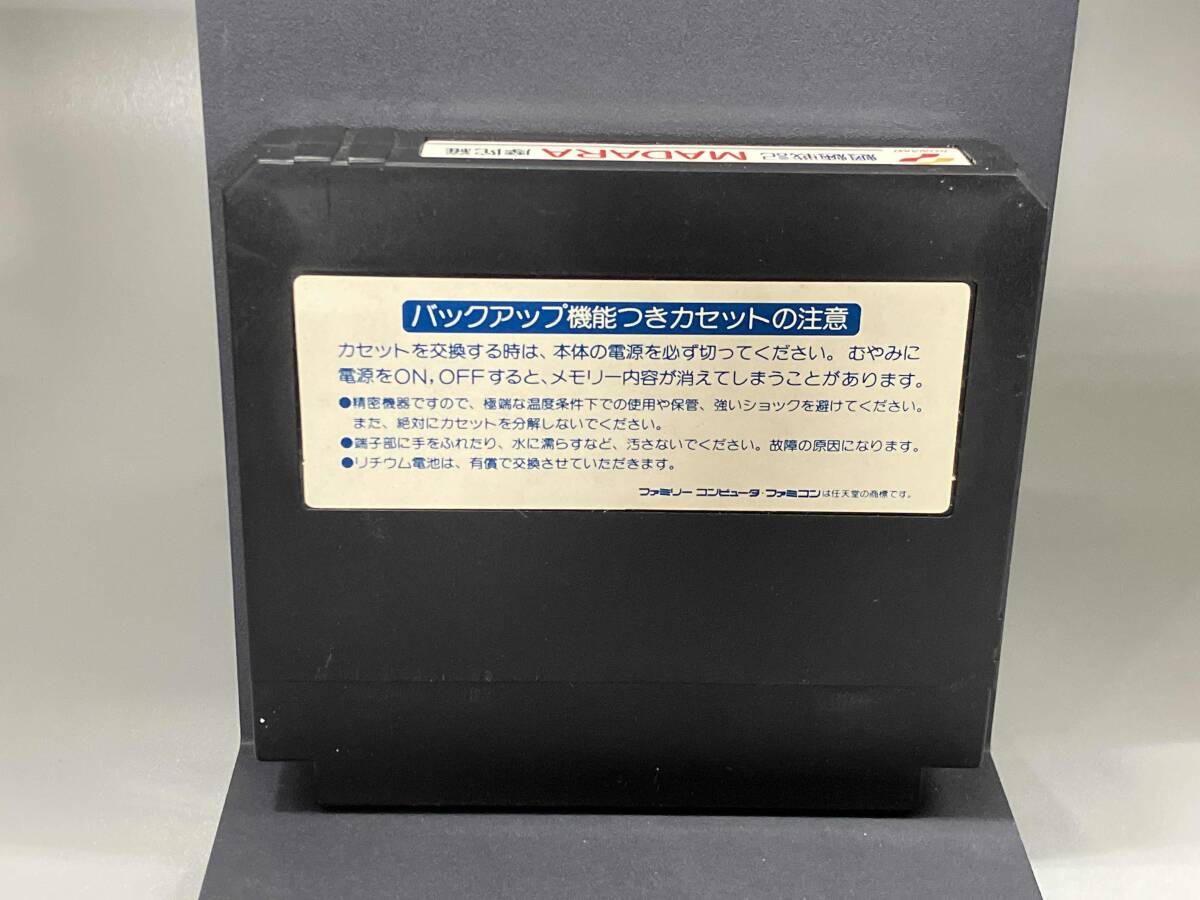 魍魎戦記 MADARA 摩陀羅
KONAMI
バックアップ機能つきカセットの注意
カセットを交換する時は、本体の電源を必ず切ってください。むやみに
電源をON,OFFすると、メモリー内容が消えてしまうことがあります。
●精密機器ですので、極端な温度条件下での使用や保管、強いショックを避けてください。
また、絶対にカセットを分解しないでください。
●端子部に手をふれたり、水に濡らすなど、汚さないでください。故障の原因になります。
●リチウム電池は、有償で交換させていただきます。
ファミリーコンピュータ・ファミコンは任天堂の商標です。